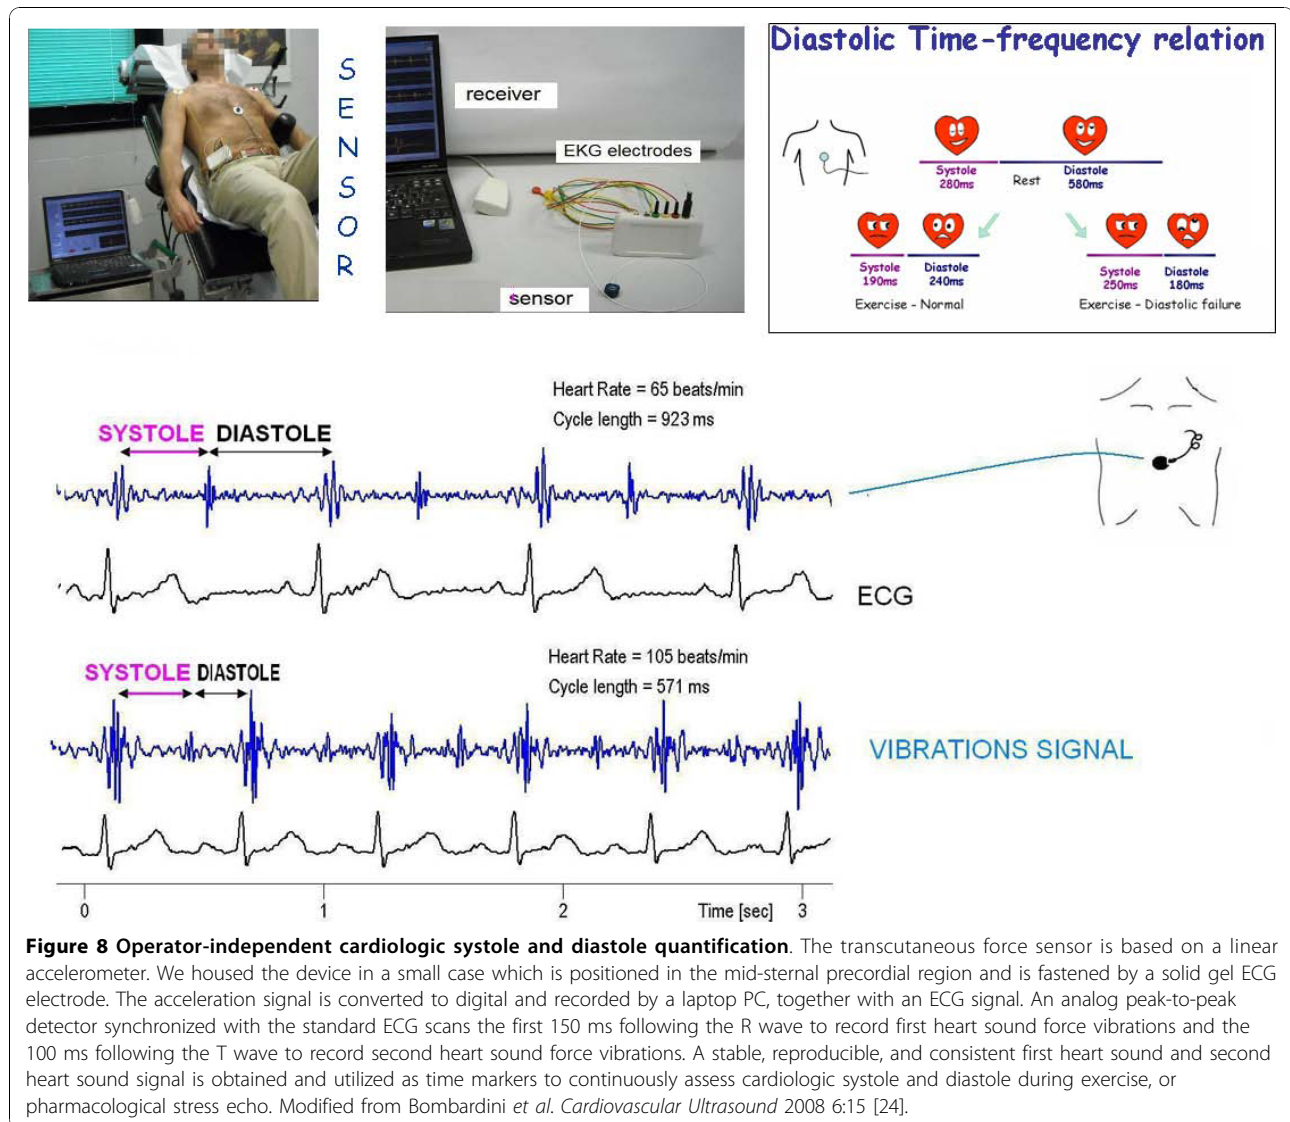 SENSOR
receiver
EKG electrodes
sensor
Diastolic Time-frequency relation
Systole
280ms
Rest
Diastole
580ms
Systole
190ms
Diastole
240ms
Exercise - Normal
Systole
250ms
Diastole
180ms
Exercise - Diastolic failure
Heart Rate = 65 beats/min
Cycle length = 923 ms
SYSTOLE DIASTOLE
ECG
Heart Rate = 105 beats/min
Cycle length = 571 ms
SYSTOLE DIASTOLE
VIBRATIONS SIGNAL
0 1 2 Time [sec] 3
Figure 8 Operator-independent cardiologic systole and diastole quantification. The transcutaneous force sensor is based on a linear
accelerometer. We housed the device in a small case which is positioned in the mid-sternal precordial region and is fastened by a solid gel ECG
electrode. The acceleration signal is converted to digital and recorded by a laptop PC, together with an ECG signal. An analog peak-to-peak
detector synchronized with the standard ECG scans the first 150 ms following the R wave to record first heart sound force vibrations and the
100 ms following the T wave to record second heart sound force vibrations. A stable, reproducible, and consistent first heart sound and second
heart sound signal is obtained and utilized as time markers to continuously assess cardiologic systole and diastole during exercise, or
pharmacological stress echo. Modified from Bombardini et al. Cardiovascular Ultrasound 2008 6:15 [24].